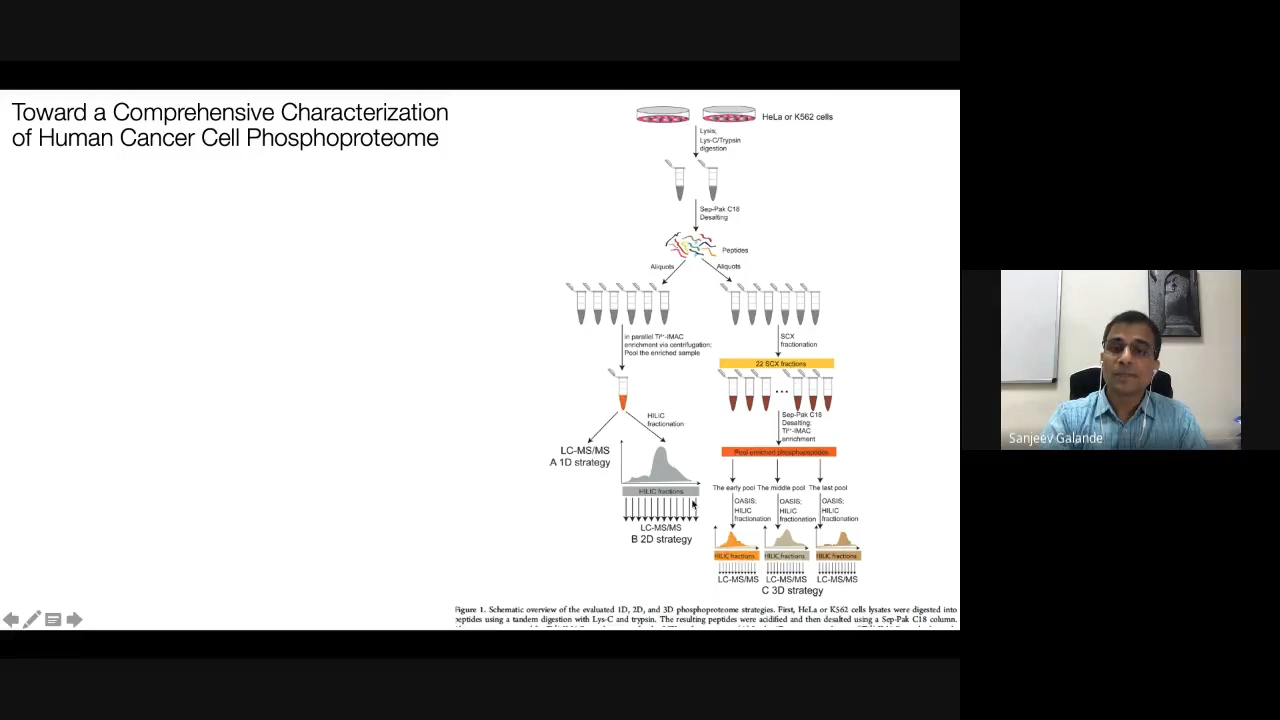 Toward a Comprehensive Characterization
of Human Cancer Cell Phosphoproteome
HeLa or K562 cells
Lysis;
Lys-C/Trypsin
digestion
Sep-Pak C18
Desalting
Peptides
Aliquots
Aliquots
in parallel Ti⁴⁺-IMAC
enrichment via centrifugation;
Pool the enriched sample
SCX
fractionation
22 SCX fractions
HILIC
fractionation
Sep-Pak C18
Desalting;
Ti⁴⁺-IMAC
enrichment
LC-MS/MS
A 1D strategy
Pool enriched phosphopeptides
HILIC fractions
The early pool The middle pool The last pool
OASIS;
HILIC
fractionation
OASIS;
HILIC
fractionation
OASIS;
HILIC
fractionation
LC-MS/MS
B 2D strategy
HILIC fractions
HILIC fractions
HILIC fractions
LC-MS/MS LC-MS/MS LC-MS/MS
C 3D strategy
Figure 1. Schematic overview of the evaluated 1D, 2D, and 3D phosphoproteome strategies. First, HeLa or K562 cells lysates were digested into
peptides using a tandem digestion with Lys-C and trypsin. The resulting peptides were acidified and then desalted using a Sep-Pak C18 column.
Sanjeev Galande